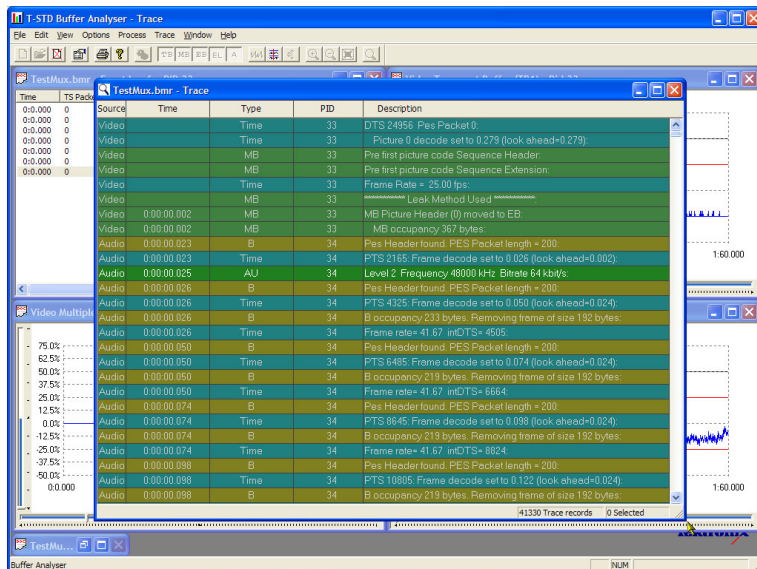 T-STD Buffer Analyser - Trace
File Edit View Options Process Trace Window Help
TB MB EB BL A
TestMux.bmr
TestMux.bmr - Trace
Time TS Packe
0:0.000 0
0:0.000 0
0:0.000 0
0:0.000 0
0:0.000 0
0:0.000 0
0:0.000 0
Source Time Type PID Description
Video Time 33 DTS 24956 Pes Packet 0:
Video Time 33 Picture 0 decode set to 0.279 (look ahead=0.279):
Video MB 33 Pre first picture code Sequence Header:
Video MB 33 Pre first picture code Sequence Extension:
Video Time 33 Frame Rate = 25.00 fps:
Video MB 33 *********** Leak Method Used ***********:
Video 0:00:00.002 MB 33 MB Picture Header (0) moved to EB:
Video 0:00:00.002 MB 33 MB occupancy 367 bytes:
Audio 0:00:00.023 B 34 Pes Header found. PES Packet length = 200:
Audio 0:00:00.025 Time 34 PTS 2165: Frame decode set to 0.026 (look ahead=0.002):
Audio 0:00:00.025 AU 34 Level 2 Frequency 48000 kHz Bitrate 64 kbit/s:
Audio 0:00:00.026 B 34 Pes Header found. PES Packet length = 200:
Audio 0:00:00.026 Time 34 PTS 4325: Frame decode set to 0.050 (look ahead=0.024):
Audio 0:00:00.026 B 34 B occupancy 233 bytes. Removing frame of size 192 bytes:
Audio 0:00:00.026 Time 34 Frame rate= 41.67 intDTS= 4505:
Audio 0:00:00.050 B 34 Pes Header found. PES Packet length = 200:
Audio 0:00:00.050 Time 34 PTS 6485: Frame decode set to 0.074 (look ahead=0.024):
Audio 0:00:00.050 B 34 B occupancy 219 bytes. Removing frame of size 192 bytes:
Audio 0:00:00.050 Time 34 Frame rate= 41.67 intDTS= 6664:
Audio 0:00:00.074 B 34 Pes Header found. PES Packet length = 200:
Audio 0:00:00.074 Time 34 PTS 8645: Frame decode set to 0.098 (look ahead=0.024):
Audio 0:00:00.074 B 34 B occupancy 219 bytes. Removing frame of size 192 bytes:
Audio 0:00:00.074 Time 34 Frame rate= 41.67 intDTS= 8824:
Audio 0:00:00.098 B 34 Pes Header found. PES Packet length = 200:
Audio 0:00:00.098 Time 34 PTS 10805: Frame decode set to 0.122 (look ahead=0.024):
Audio 0:00:00.098 B 34 B occupancy 219 bytes. Removing frame of size 192 bytes:
41330 Trace records 0 Selected
1:60.000
Video Multiple
75.0%
62.5%
50.0%
37.5%
25.0%
12.5%
0.0%
-12.5%
-25.0%
-37.5%
-50.0%
0:0.000
1:60.000
TestMu...
Buffer Analyser
NUM